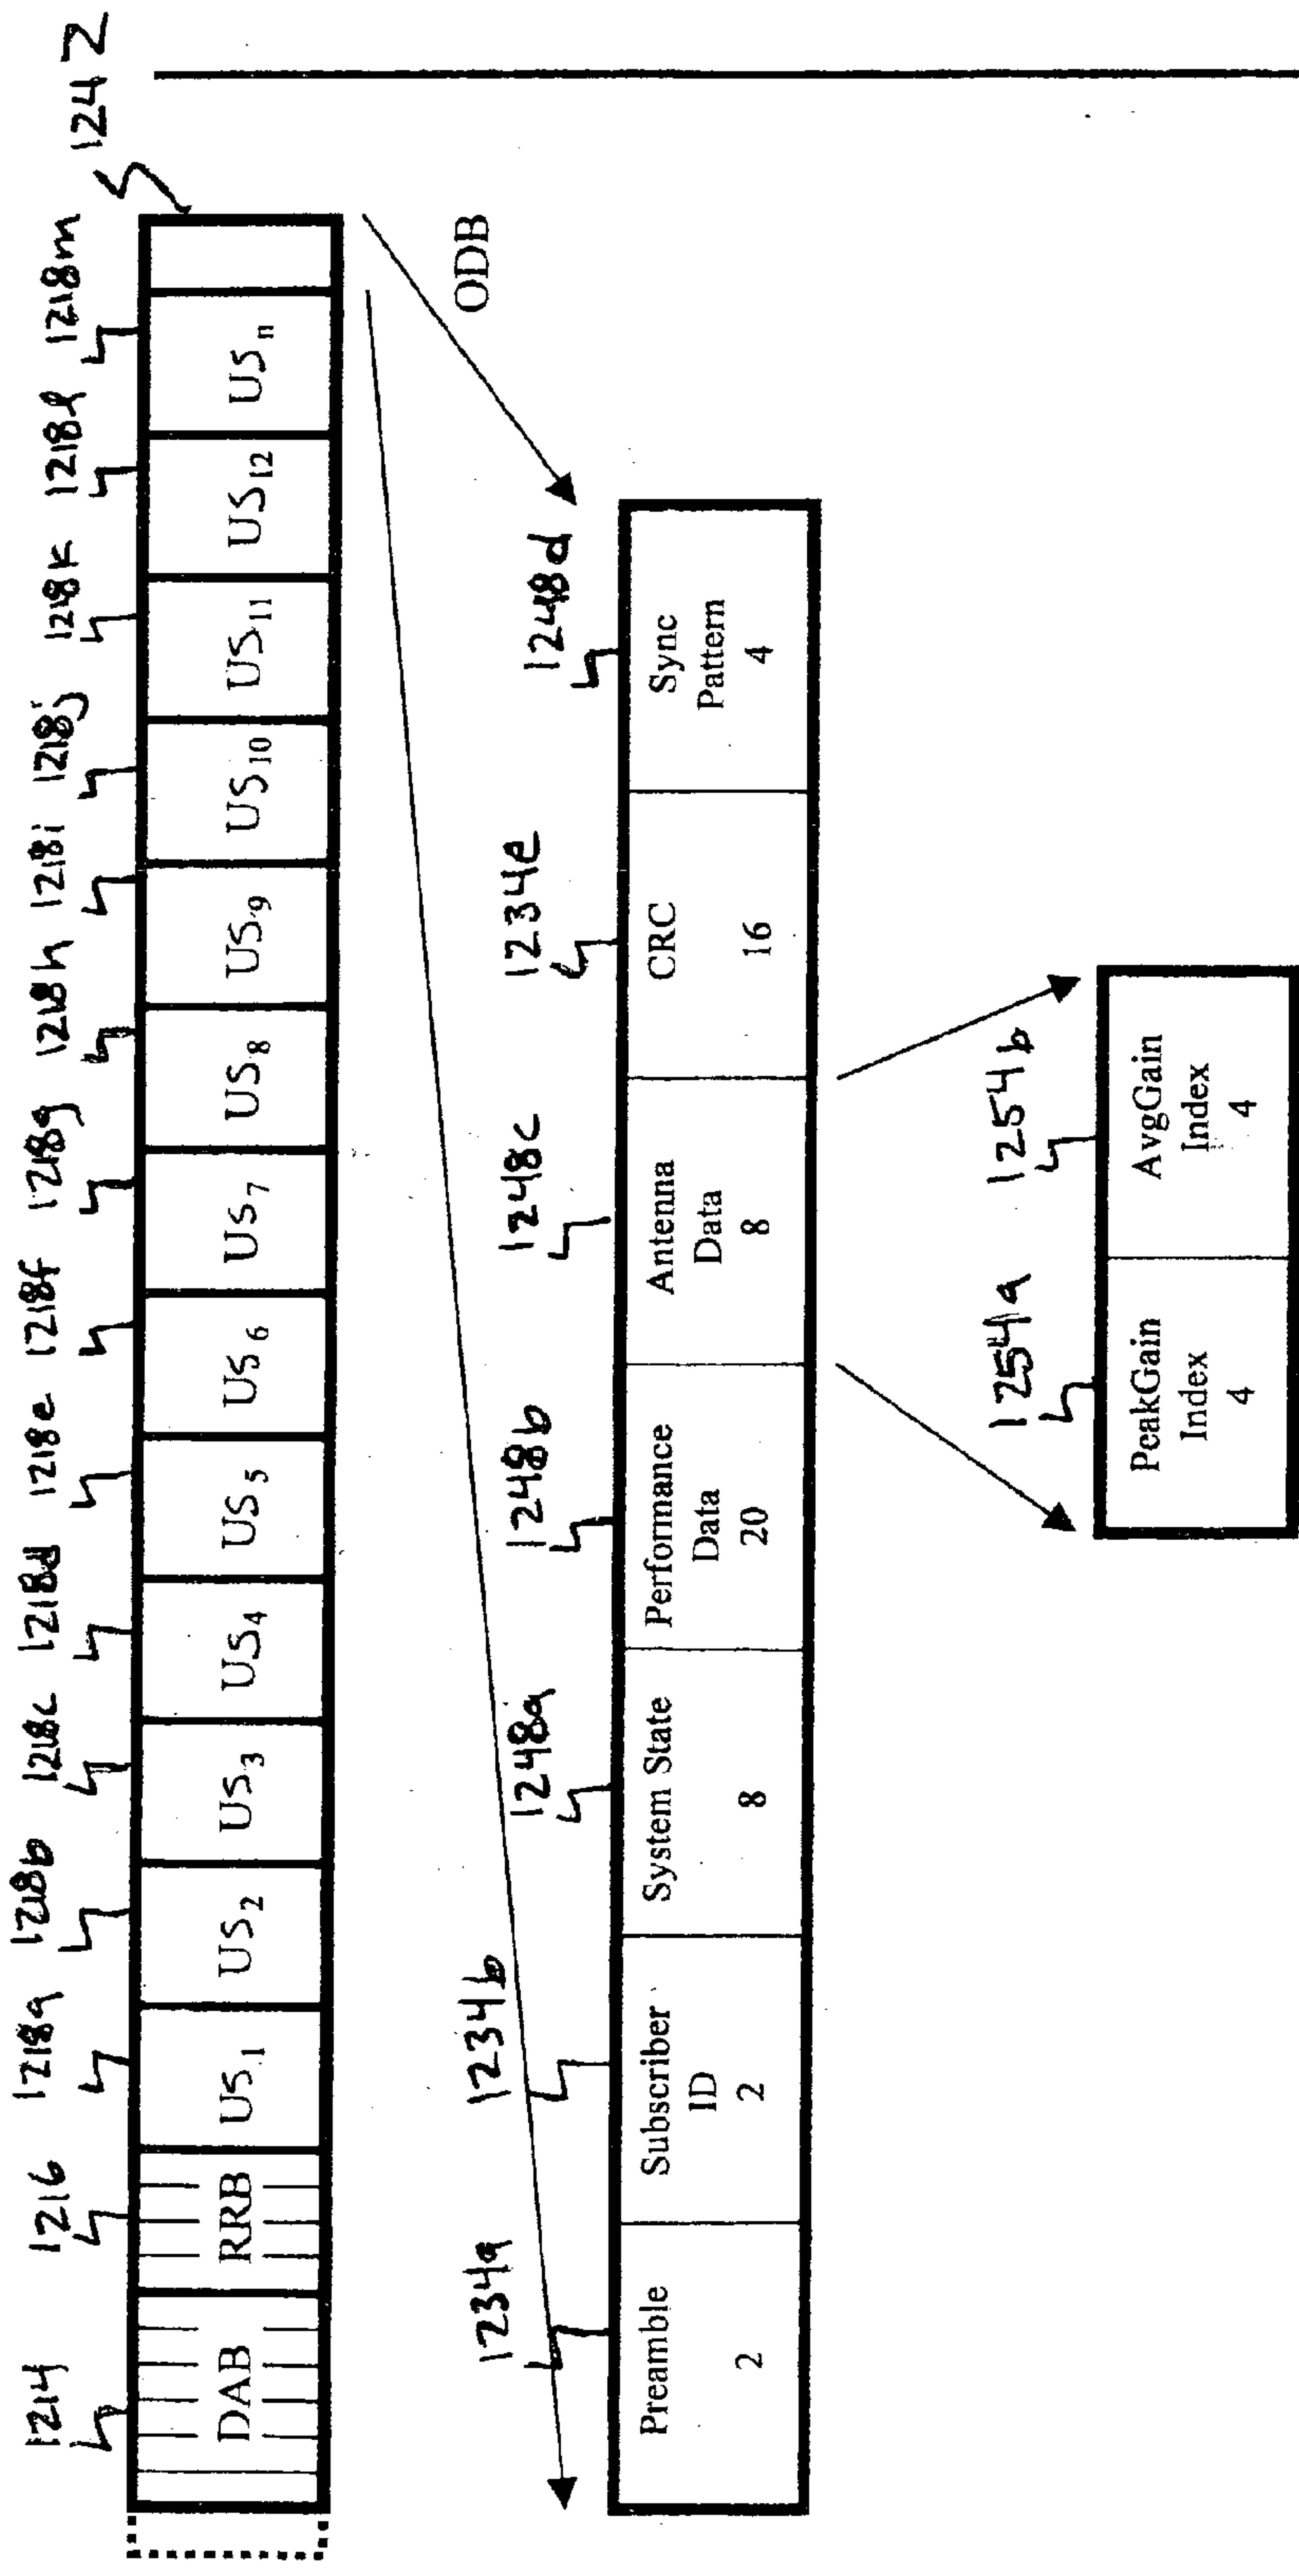 1214 1216 1218a 1218b 1218c 1218d 1218e 1218f 1218g 1218h 1218i 1218j 1218k 1218l 1218m 1242
DAB RRB US1 US2 US3 US4 US5 US6 US7 US8 US9 US10 US11 US12 USn
ODB
1234a 1234b 1248a 1248b 1248c 1234e 1248d
Preamble
2
Subscriber
ID
2
System State
8
Performance
Data
20
Antenna
Data
8
CRC
16
Sync
Pattern
4
1254a 1254b
PeakGain
Index
4
AvgGain
Index
4